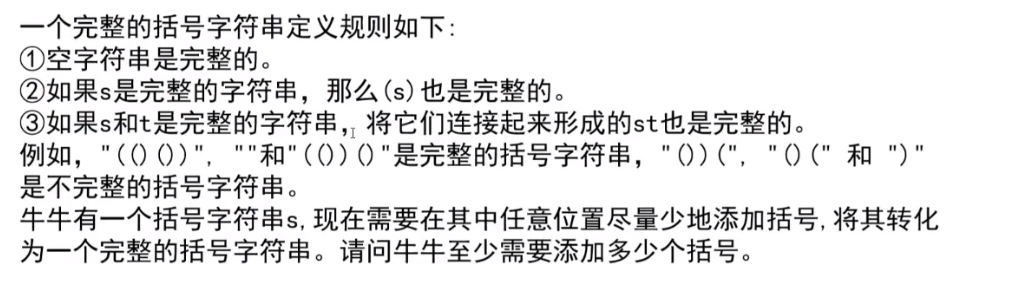 一个完整的括号字符串定义规则如下:
①空字符串是完整的。
②如果s是完整的字符串，那么(s)也是完整的。
③如果s和t是完整的字符串，将它们连接起来形成的st也是完整的。
例如，"(()())", ""和"(())()"是完整的括号字符串，"())(", "()(" 和 ")"
是不完整的括号字符串。
牛牛有一个括号字符串s,现在需要在其中任意位置尽量少地添加括号,将其转化
为一个完整的括号字符串。请问牛牛至少需要添加多少个括号。